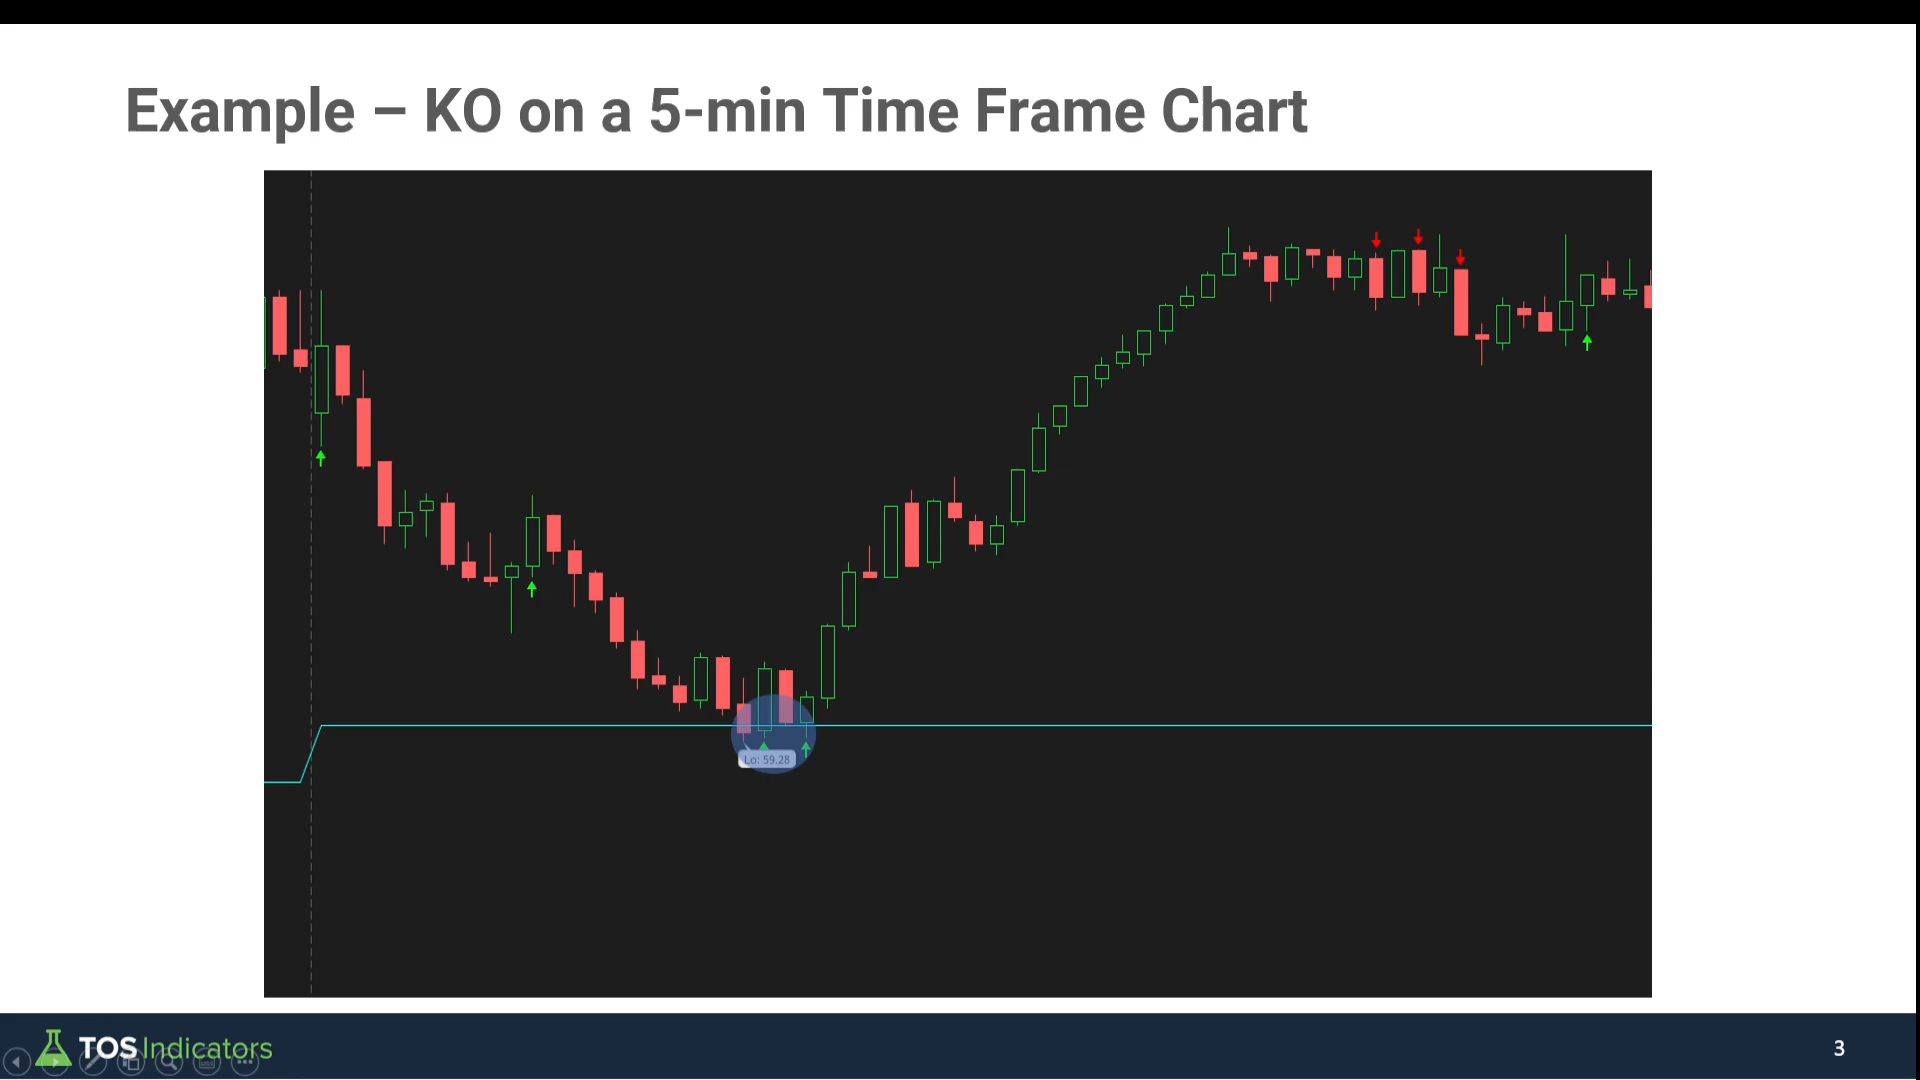 Example – KO on a 5-min Time Frame Chart
Lo: 59.28
TOS Indicators
3